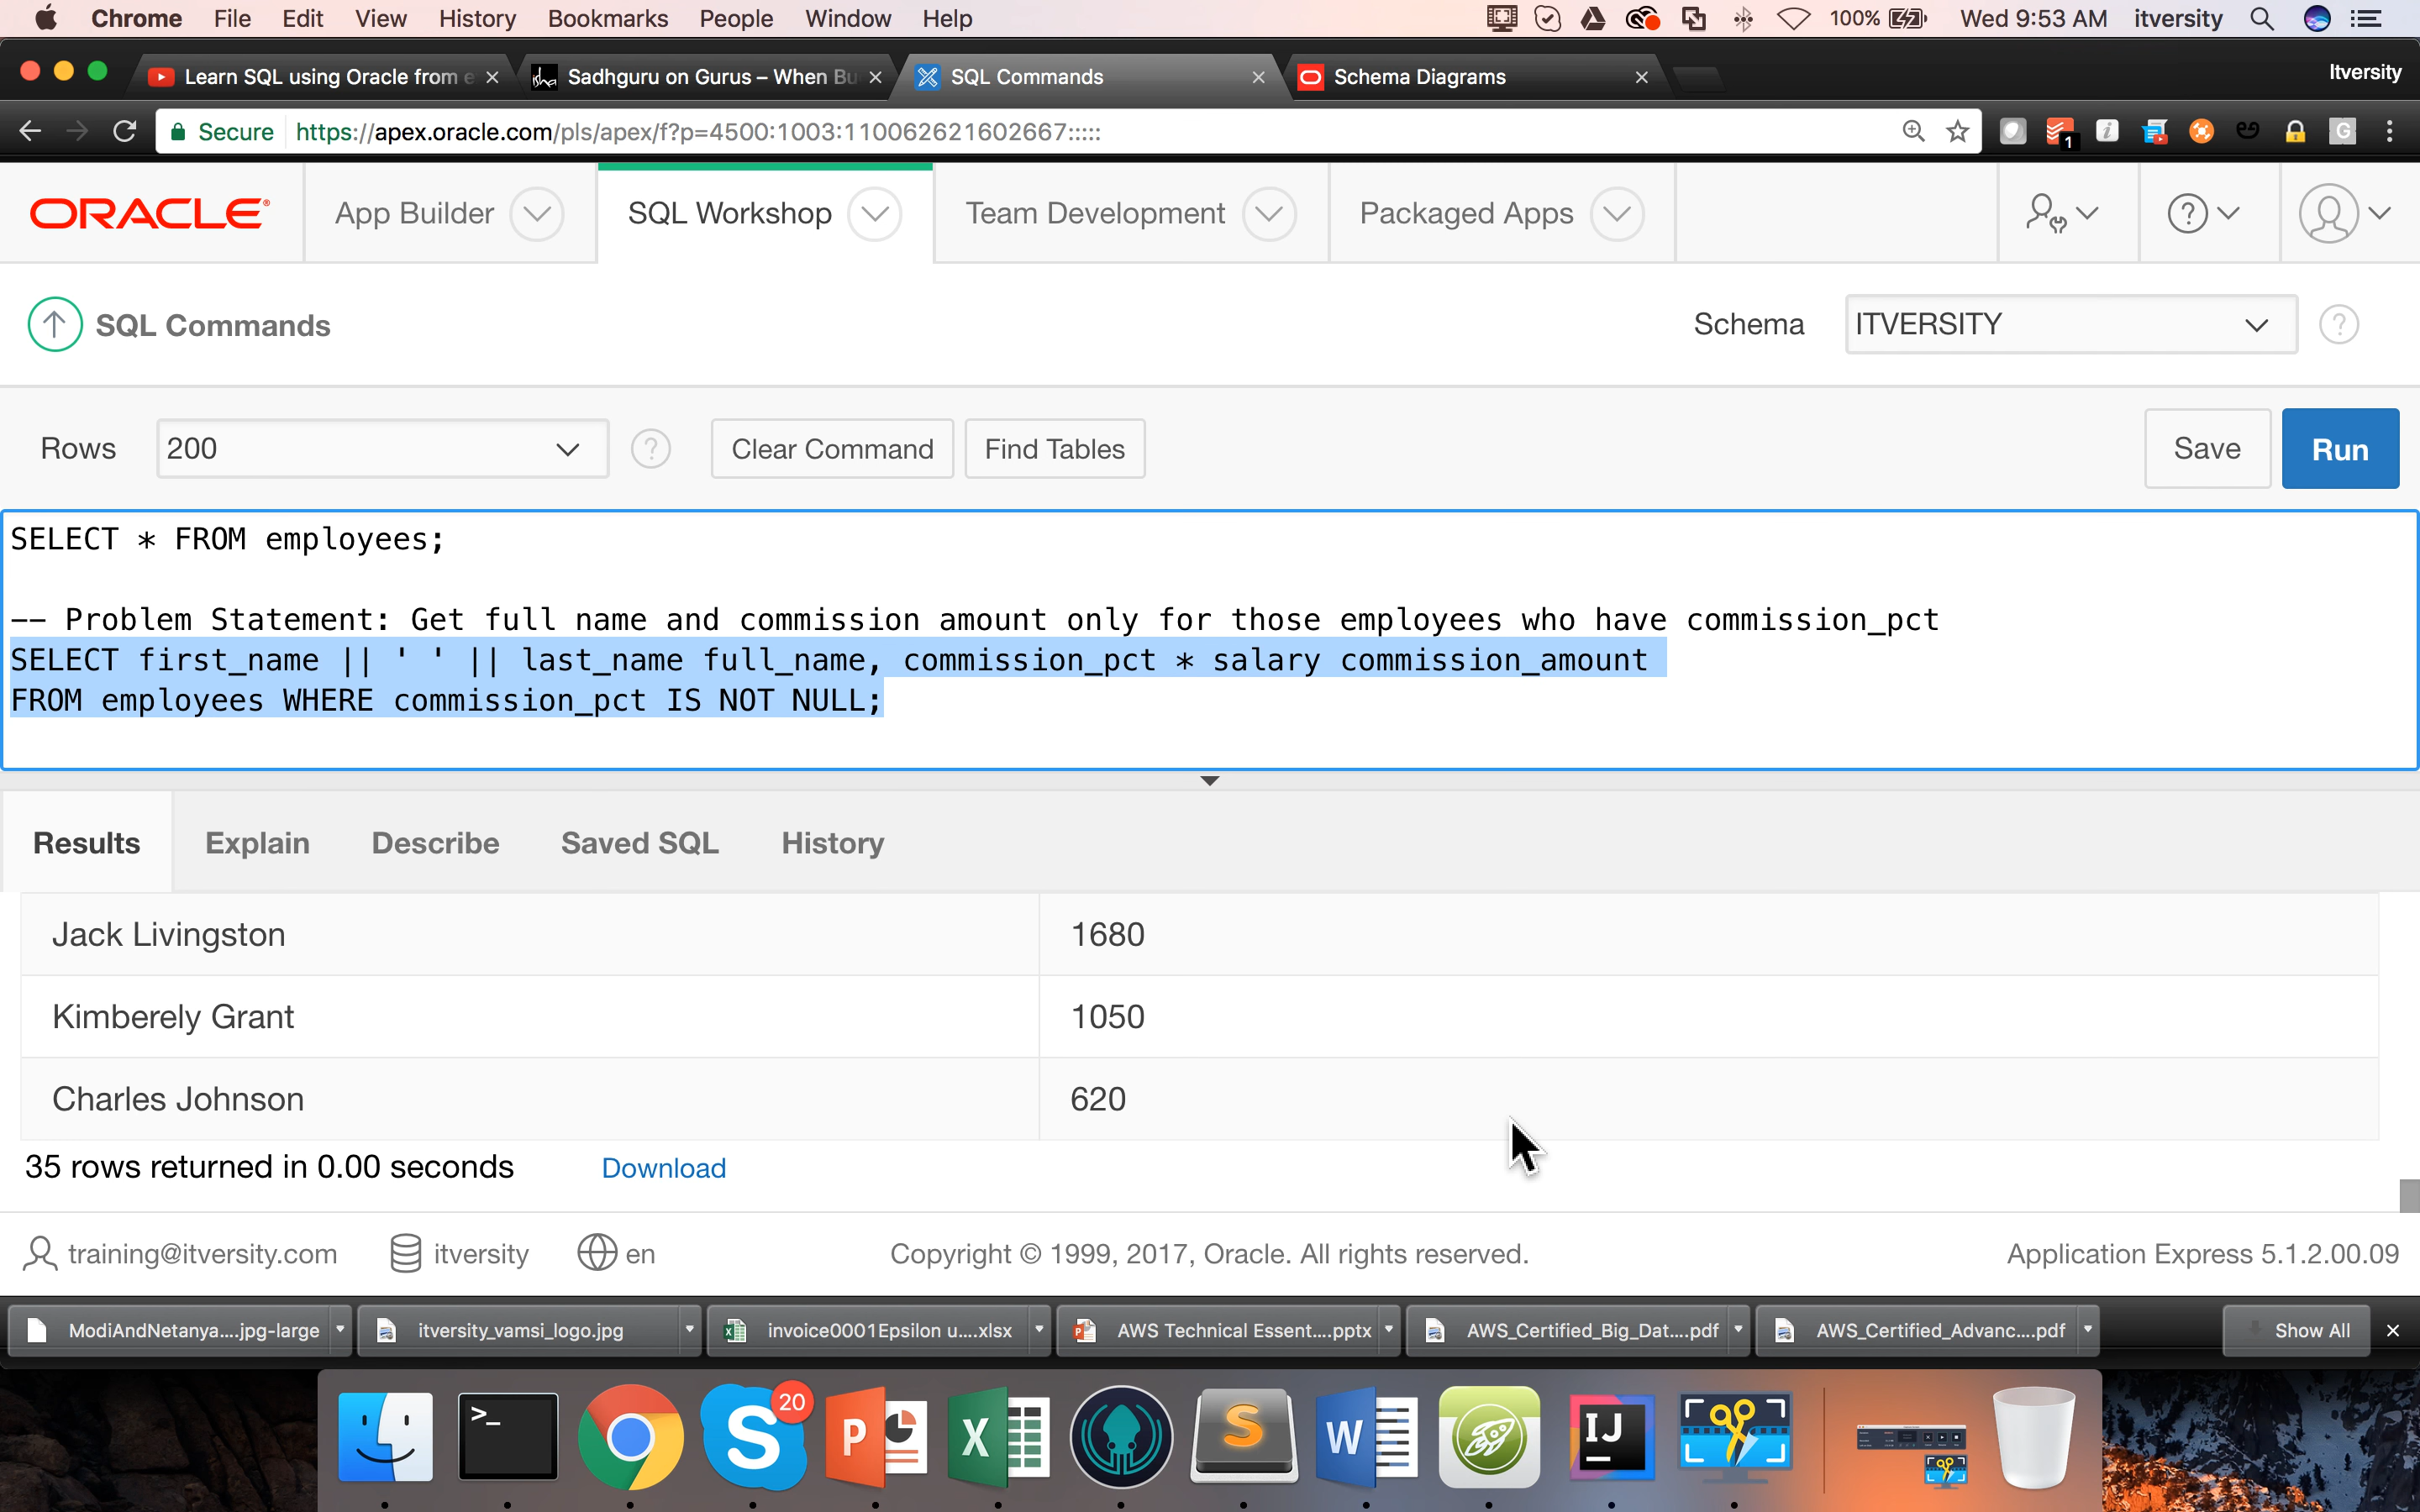 Chrome File Edit View History Bookmarks People Window Help 100% Wed 9:53 AM itversity
Learn SQL using Oracle from e Sadhguru on Gurus – When Bu SQL Commands Schema Diagrams Itversity
Secure https://apex.oracle.com/pls/apex/f?p=4500:1003:110062621602667::::: 1 i G
ORACLE® App Builder SQL Workshop Team Development Packaged Apps ?
SQL Commands Schema ITVERSITY ?
Rows 200 ? Clear Command Find Tables Save Run
SELECT * FROM employees;
-- Problem Statement: Get full name and commission amount only for those employees who have commission_pct
SELECT first_name || ' ' || last_name full_name, commission_pct * salary commission_amount
FROM employees WHERE commission_pct IS NOT NULL;
Results Explain Describe Saved SQL History
Jack Livingston 1680
Kimberely Grant 1050
Charles Johnson 620
35 rows returned in 0.00 seconds Download
training@itversity.com itversity en Copyright © 1999, 2017, Oracle. All rights reserved. Application Express 5.1.2.00.09
ModiAndNetanya....jpg-large itversity_vamsi_logo.jpg invoice0001Epsilon u....xlsx AWS Technical Essent....pptx AWS_Certified_Big_Dat....pdf AWS_Certified_Advanc....pdf Show All
>_ S 20 P X S W IJ